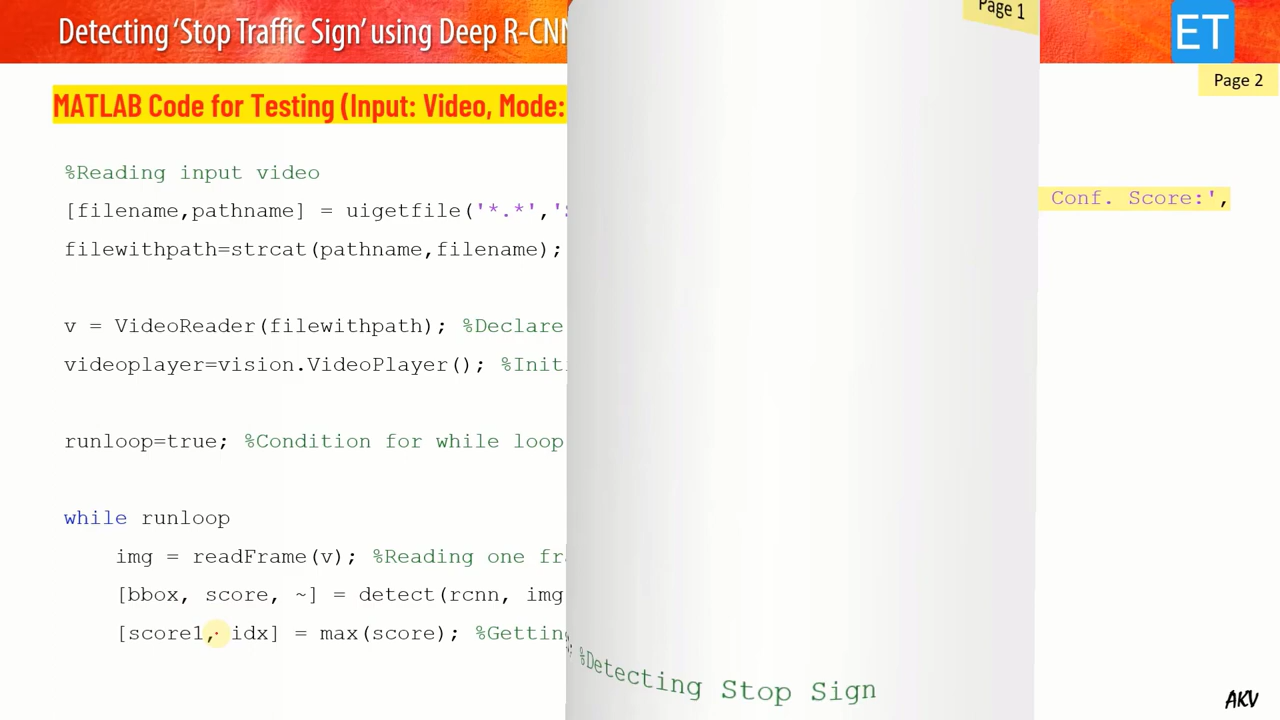 Detecting ‘Stop Traffic Sign’ using Deep R-CNN
Page 1
ET
Page 2
MATLAB Code for Testing (Input: Video, Mode:
%Reading input video
[filename,pathname] = uigetfile('*.*','
Conf. Score:',
filewithpath=strcat(pathname,filename);
v = VideoReader(filewithpath); %Declare
videoplayer=vision.VideoPlayer(); %Init
runloop=true; %Condition for while loop
while runloop
img = readFrame(v); %Reading one fr
[bbox, score, ~] = detect(rcnn, img
[score1, idx] = max(score); %Getting
%Detecting Stop Sign
AKV